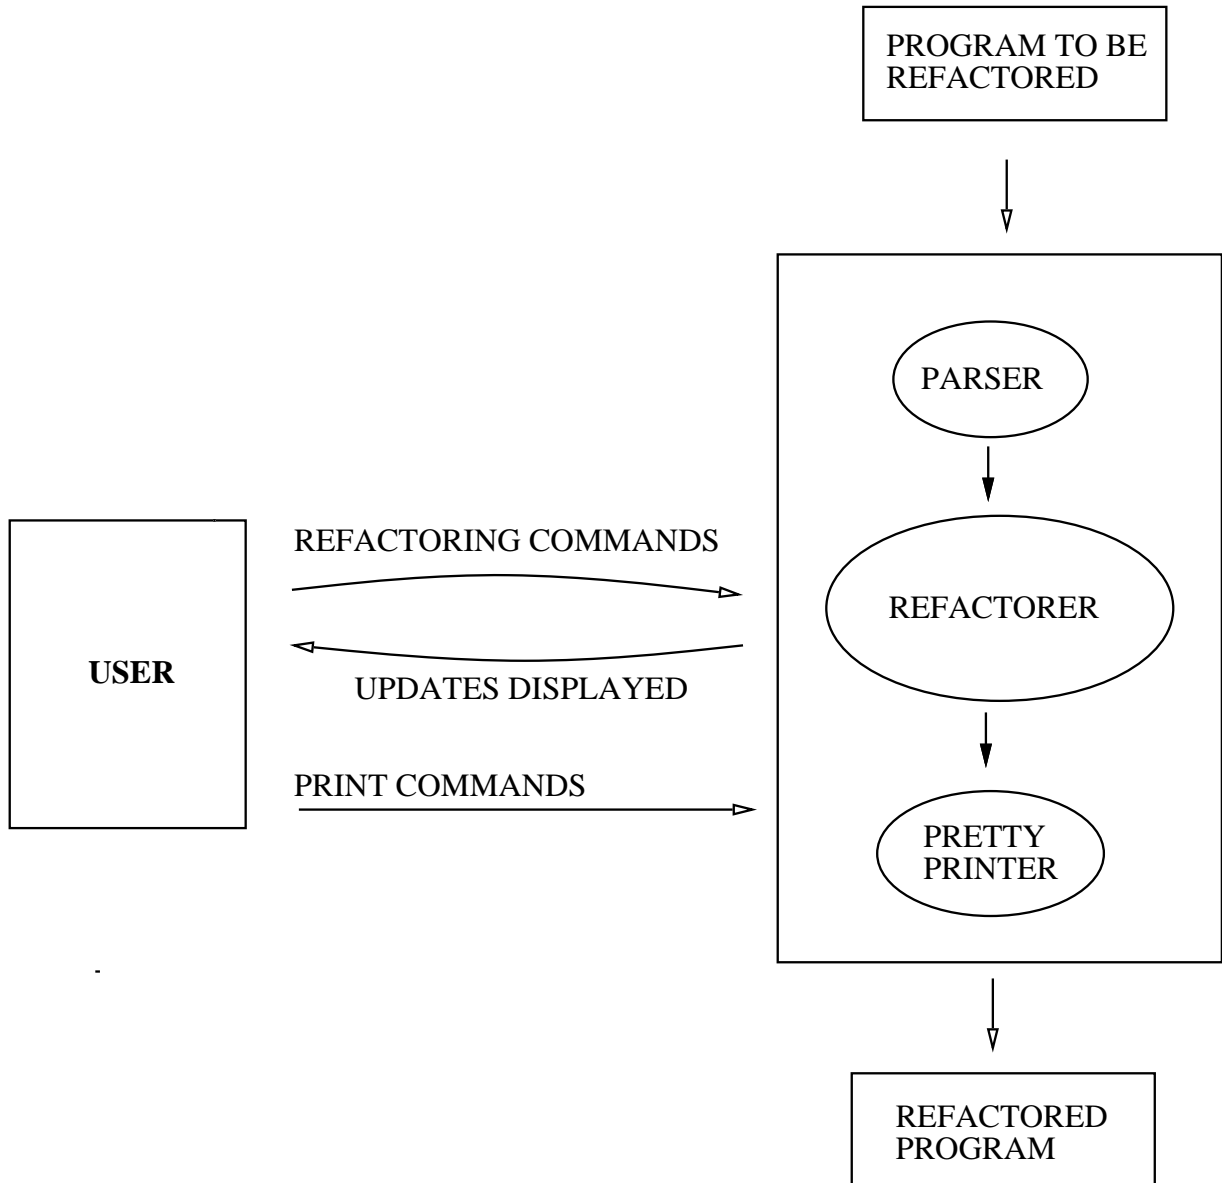 PROGRAM TO BE
REFACTORED
PARSER
REFACTORING COMMANDS
REFACTORER
USER
UPDATES DISPLAYED
PRINT COMMANDS
PRETTY
PRINTER
REFACTORED
PROGRAM